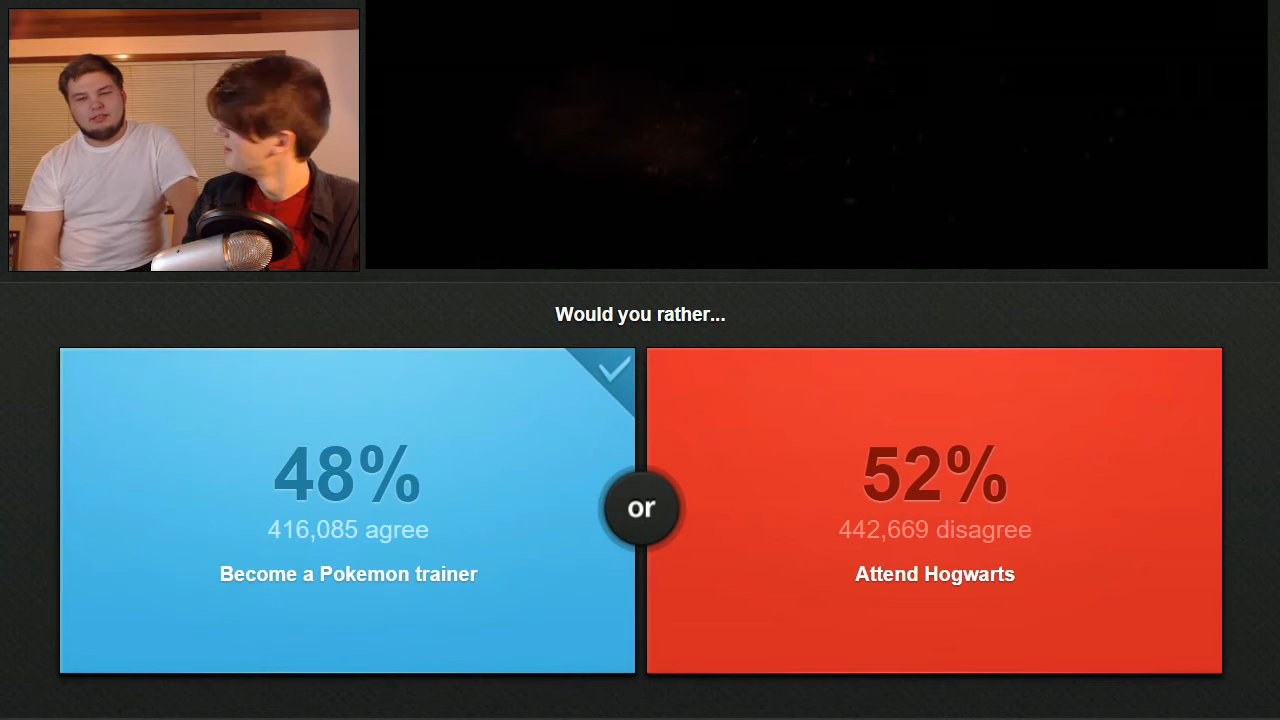 Would you rather...
48%
416,085 agree
Become a Pokemon trainer
or
52%
442,669 disagree
Attend Hogwarts